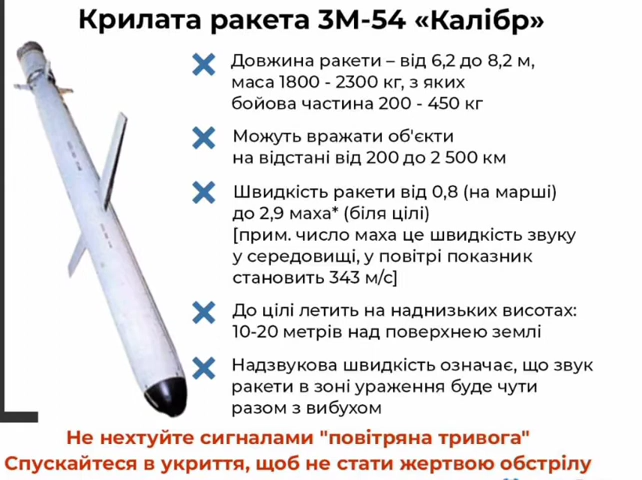 Крилата ракета 3М-54 «Калібр»
Довжина ракети – від 6,2 до 8,2 м,
маса 1800 - 2300 кг, з яких
бойова частина 200 - 450 кг
Можуть вражати об'єкти
на відстані від 200 до 2 500 км
Швидкість ракети від 0,8 (на марші)
до 2,9 маха* (біля цілі)
[прим. число маха це швидкість звуку
у середовищі, у повітрі показник
становить 343 м/с]
До цілі летить на наднизьких висотах:
10-20 метрів над поверхнею землі
Надзвукова швидкість означає, що звук
ракети в зоні ураження буде чути
разом з вибухом
Не нехтуйте сигналами "повітряна тривога"
Спускайтеся в укриття, щоб не стати жертвою обстрілу